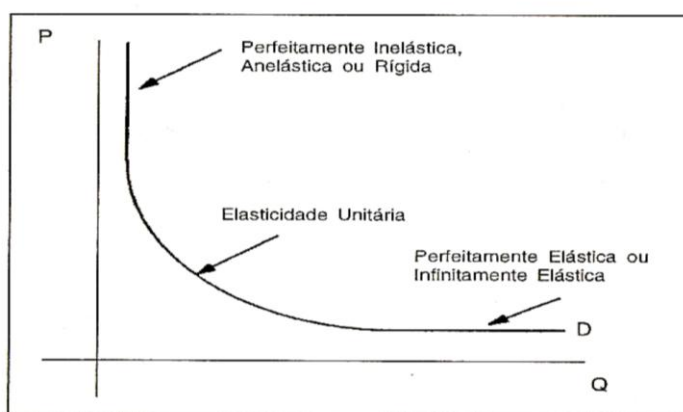 P
Perfeitamente Inelástica,
Anelástica ou Rígida
Elasticidade Unitária
Perfeitamente Elástica ou
Infinitamente Elástica
D
Q